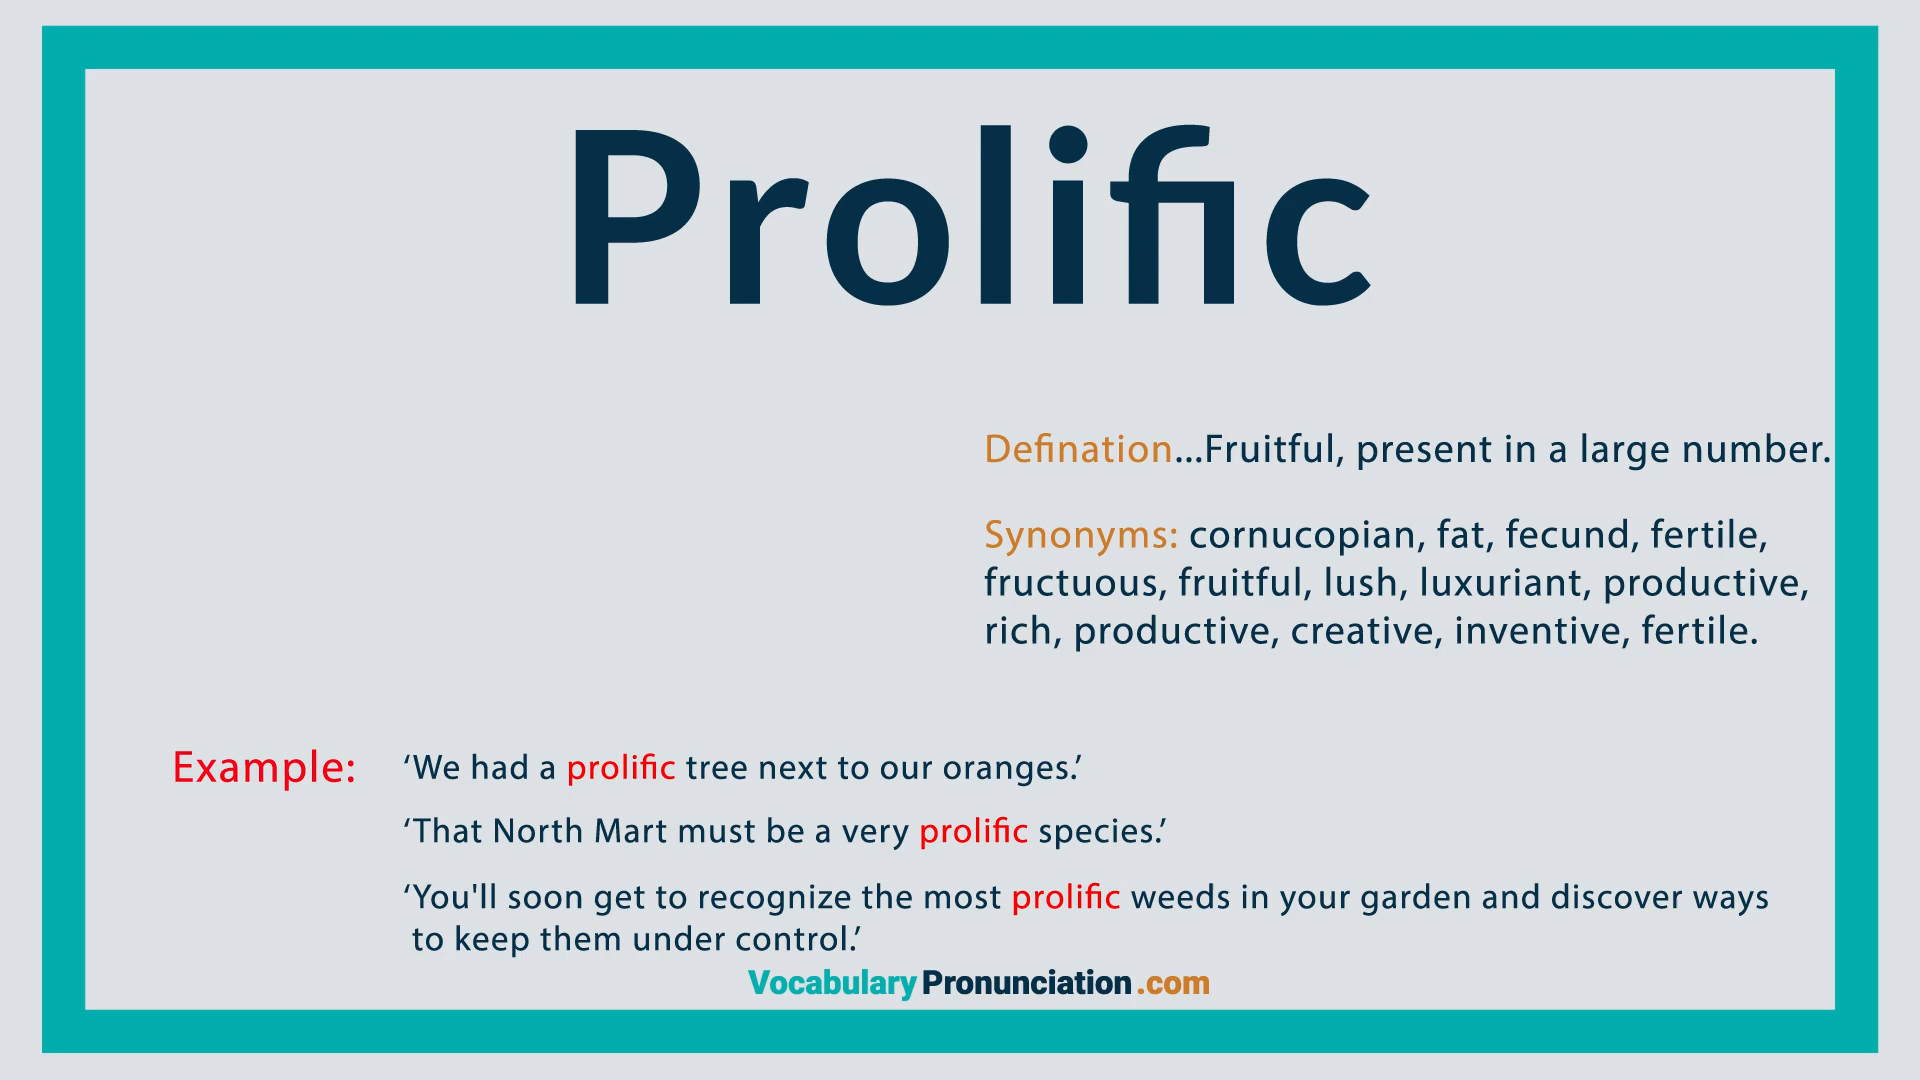 Prolific
Defination...Fruitful, present in a large number.
Synonyms: cornucopian, fat, fecund, fertile,
fructuous, fruitful, lush, luxuriant, productive,
rich, productive, creative, inventive, fertile.
Example: ‘We had a prolific tree next to our oranges.’
‘That North Mart must be a very prolific species.’
‘You'll soon get to recognize the most prolific weeds in your garden and discover ways
to keep them under control.’
VocabularyPronunciation.com